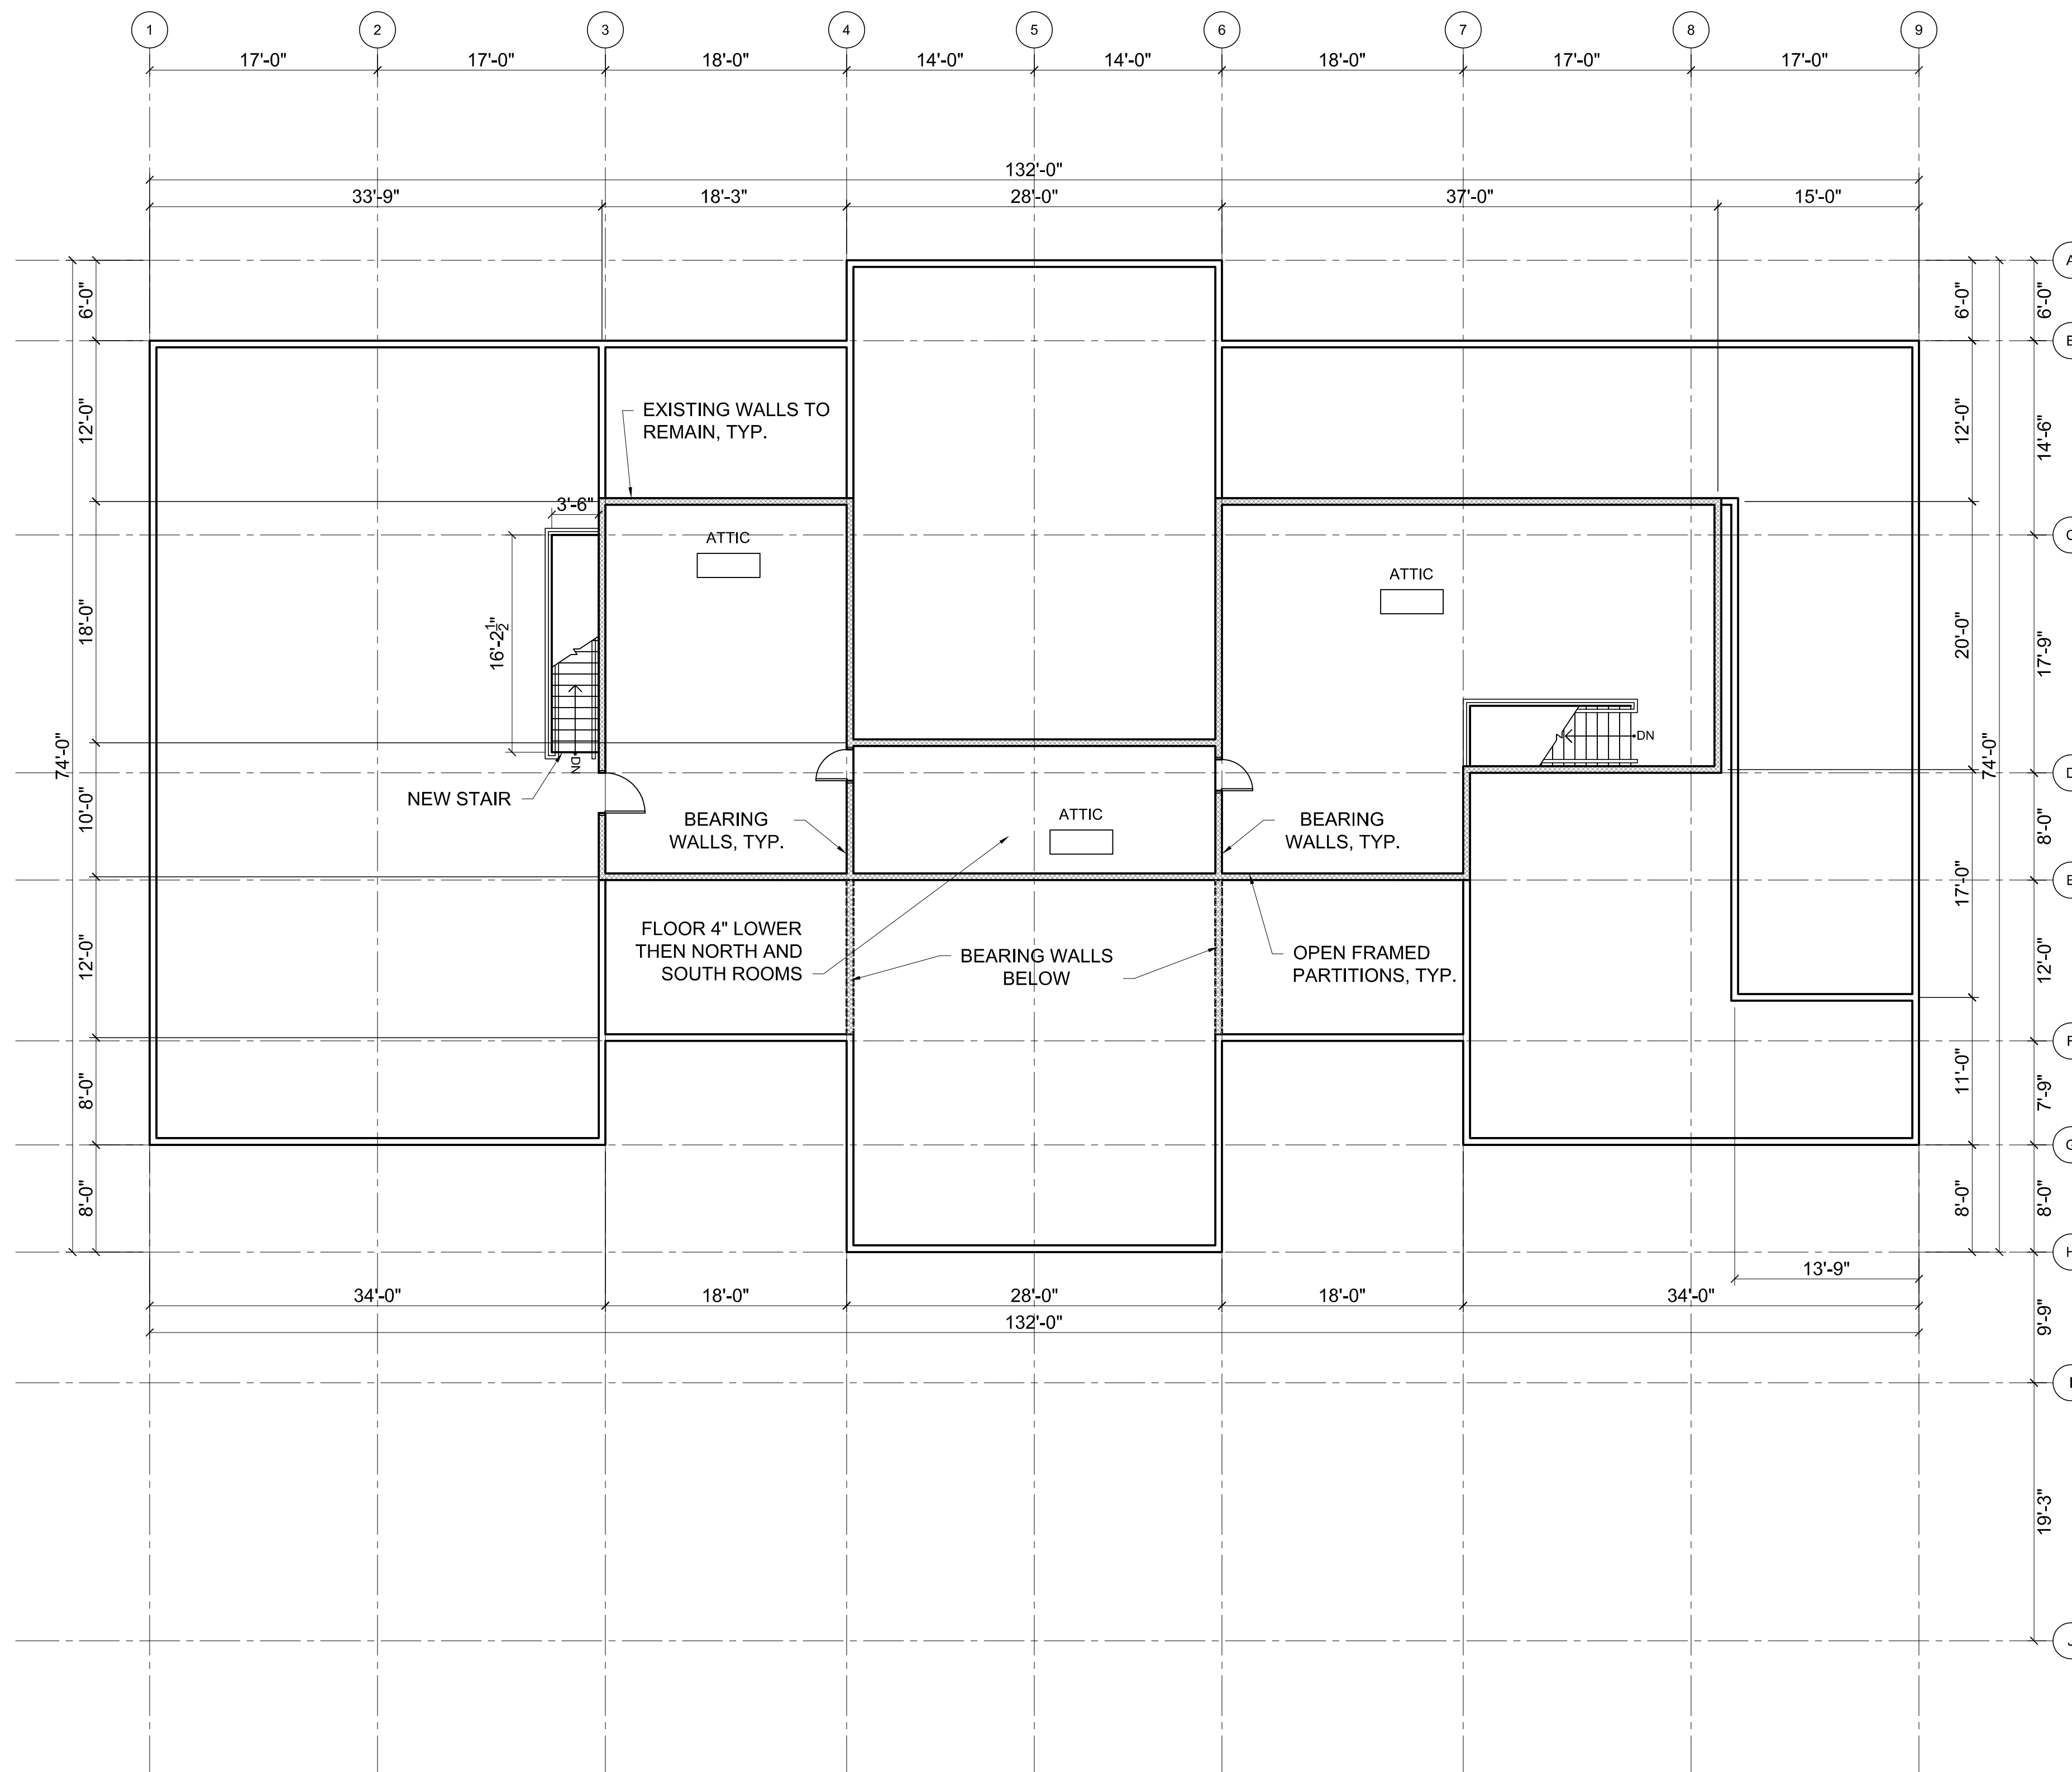 1 2 3 4 5 6 7 8 9
17'-0" 17'-0" 18'-0" 14'-0" 14'-0" 18'-0" 17'-0" 17'-0"
132'-0"
33'-9" 18'-3" 28'-0" 37'-0" 15'-0"
A
6'-0" 6'-0" 6'-0"
B
12'-0" 12'-0" 14'-6"
EXISTING WALLS TO
REMAIN, TYP.
3'-6"
C
ATTIC
ATTIC
16'-2 1/2"
18'-0" 20'-0" 17'-9"
DN
DN
74'-0" 74'-0"
D
NEW STAIR
10'-0" 8'-0"
BEARING
WALLS, TYP.
ATTIC
BEARING
WALLS, TYP.
E
17'-0"
FLOOR 4" LOWER
THEN NORTH AND
SOUTH ROOMS
BEARING WALLS
BELOW
OPEN FRAMED
PARTITIONS, TYP.
12'-0" 12'-0"
F
8'-0" 11'-0" 7'-9"
G
8'-0" 8'-0" 8'-0"
H
13'-9"
34'-0" 18'-0" 28'-0" 18'-0" 34'-0"
132'-0"
9'-9"
I
19'-3"
J